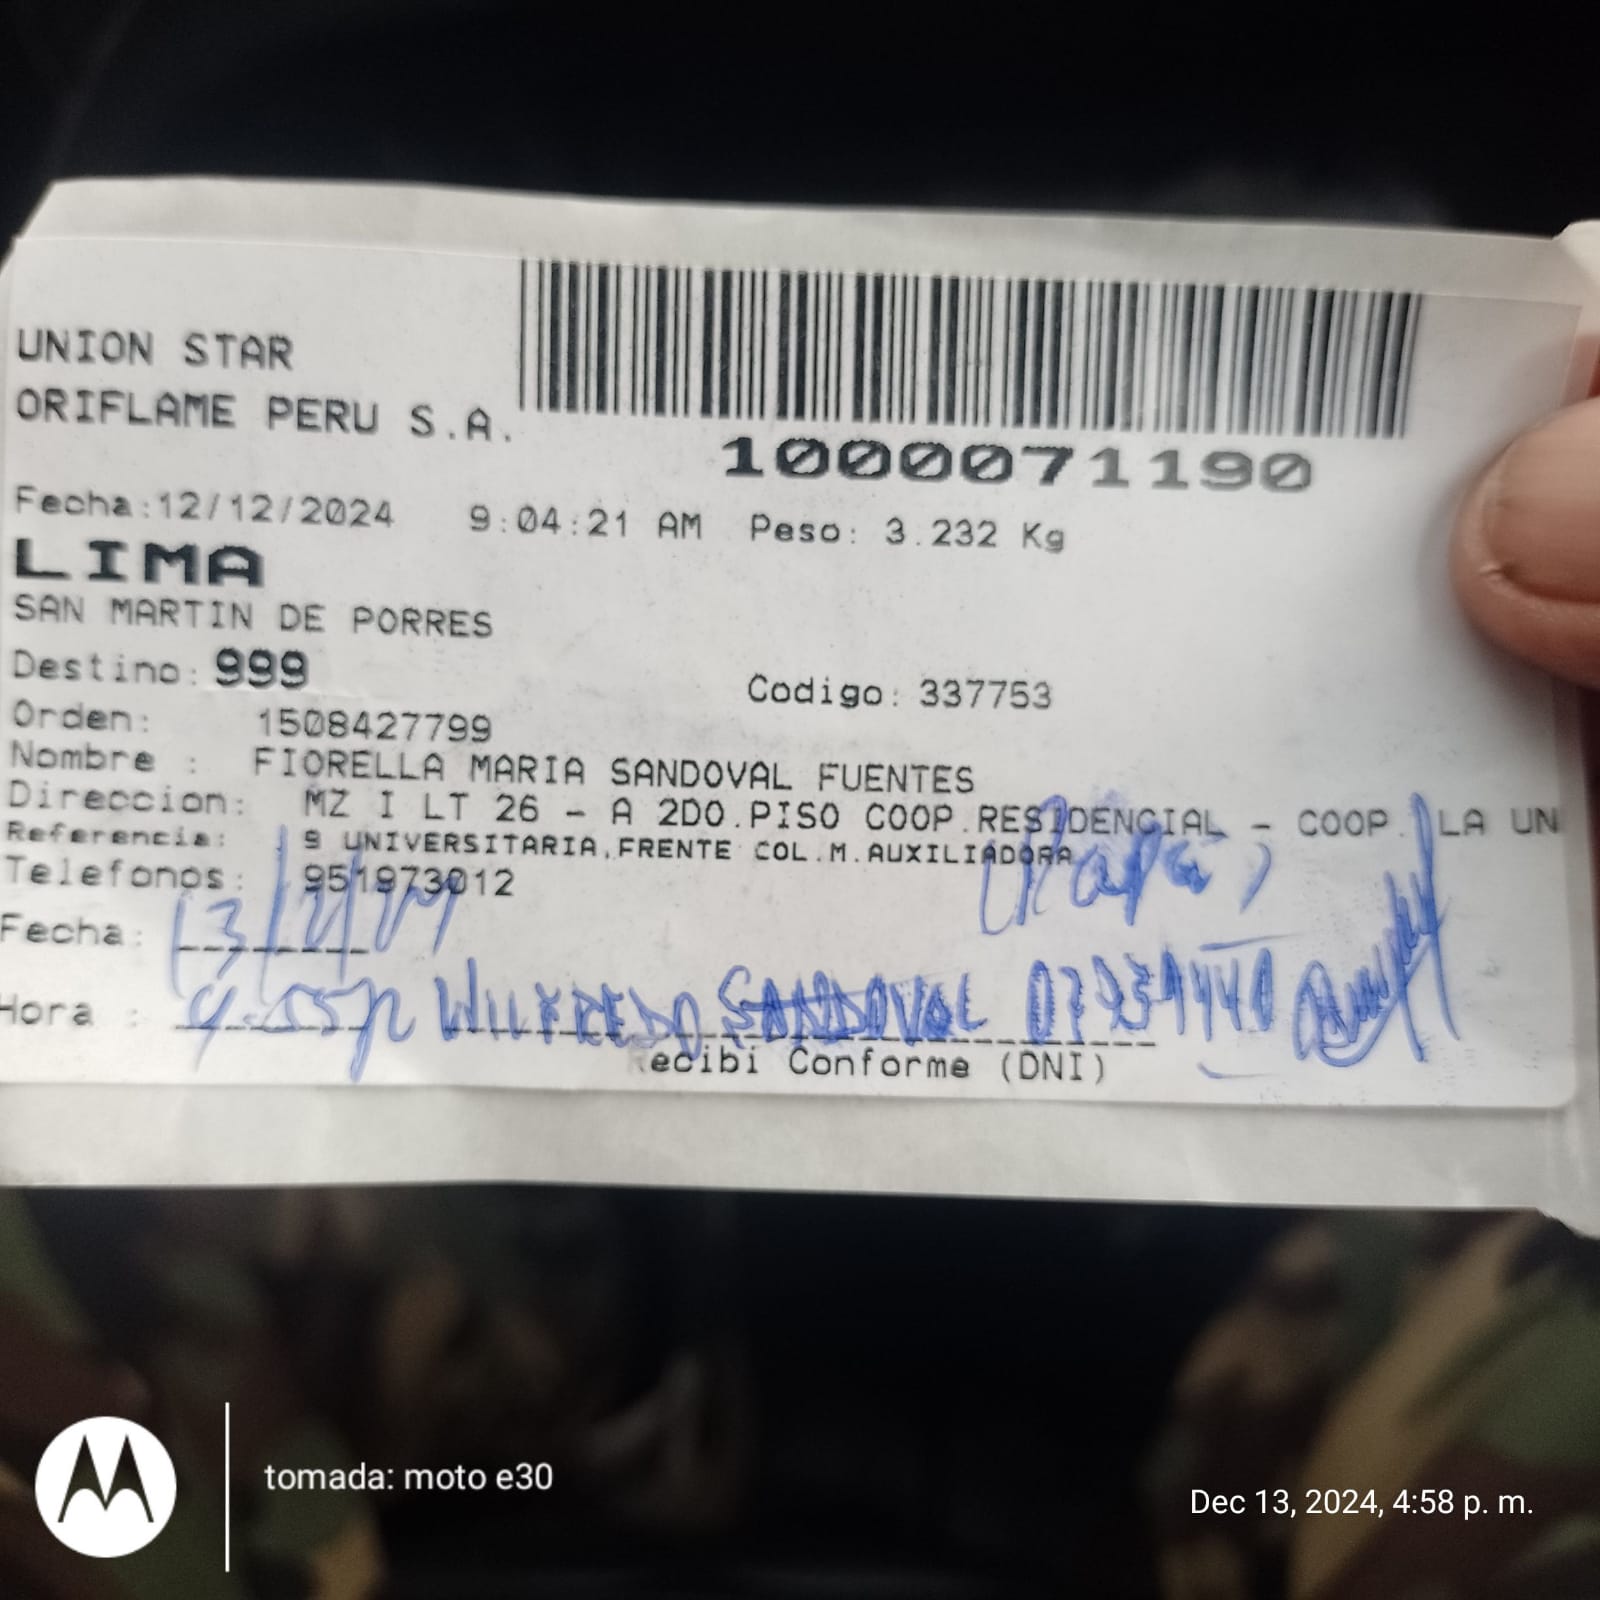 UNION STAR
ORIFLAME PERU S.A.
1000071190
Fecha:12/12/2024 9:04:21 AM Peso: 3.232 Kg
LIMA
SAN MARTIN DE PORRES
Destino: 999 Codigo: 337753
Orden: 1508427799
Nombre : FIORELLA MARIA SANDOVAL FUENTES
Direccion: MZ I LT 26 - A 2DO.PISO COOP.RESIDENCIAL - COOP. LA UN
Referencia: 9 UNIVERSITARIA,FRENTE COL.M.AUXILIADORA
(Papá)
Telefonos: 951973012
Fecha: 13/12/24
Hora : 4.55p WILFREDO SANDOVAL
Recibi Conforme (DNI)
tomada: moto e30
Dec 13, 2024, 4:58 p. m.